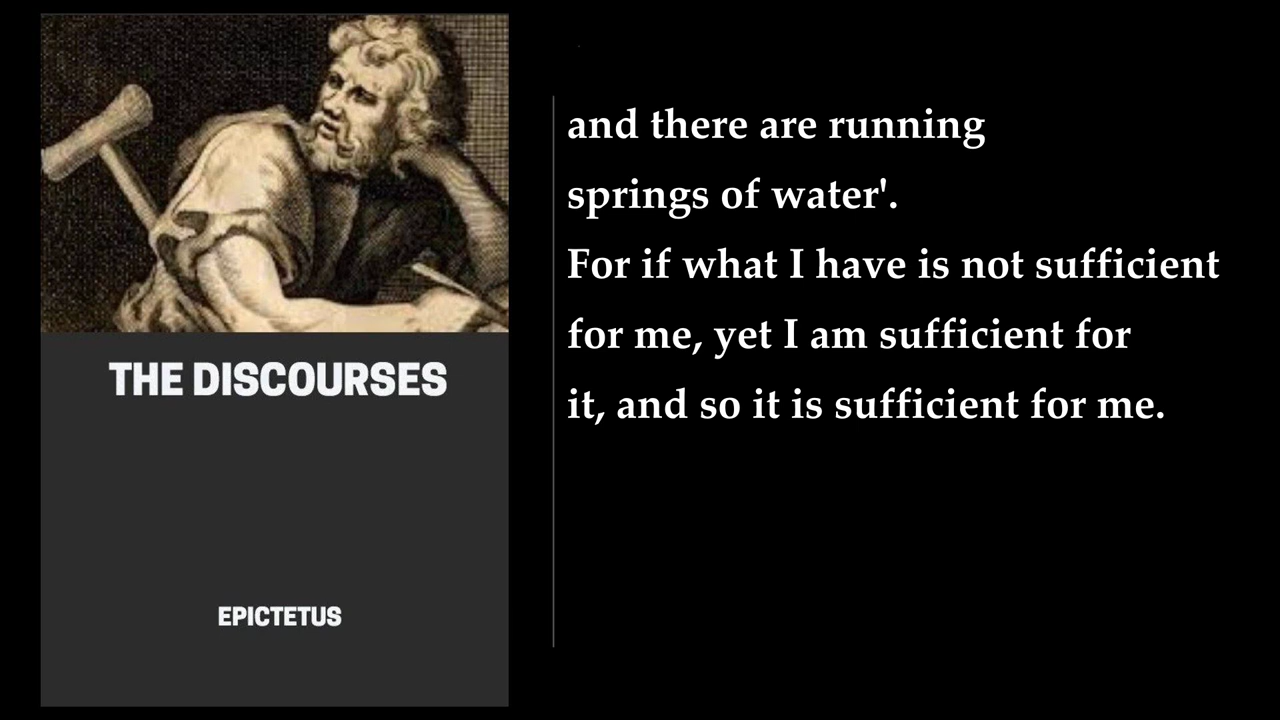 THE DISCOURSES
EPICTETUS
and there are running
springs of water'.
For if what I have is not sufficient
for me, yet I am sufficient for
it, and so it is sufficient for me.